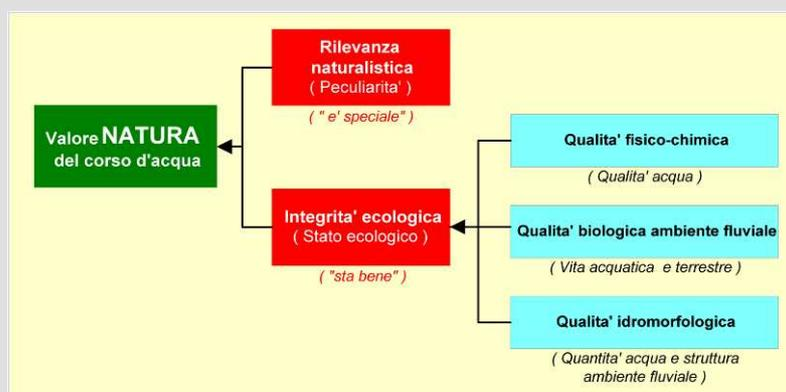 Rilevanza
naturalistica
( Peculiarita' )
( " e' speciale" )
Valore NATURA
del corso d'acqua
Integrita' ecologica
( Stato ecologico )
( "sta bene" )
Qualita' fisico-chimica
( Qualita' acqua )
Qualita' biologica ambiente fluviale
( Vita acquatica e terrestre )
Qualita' idromorfologica
( Quantita' acqua e struttura
ambiente fluviale )